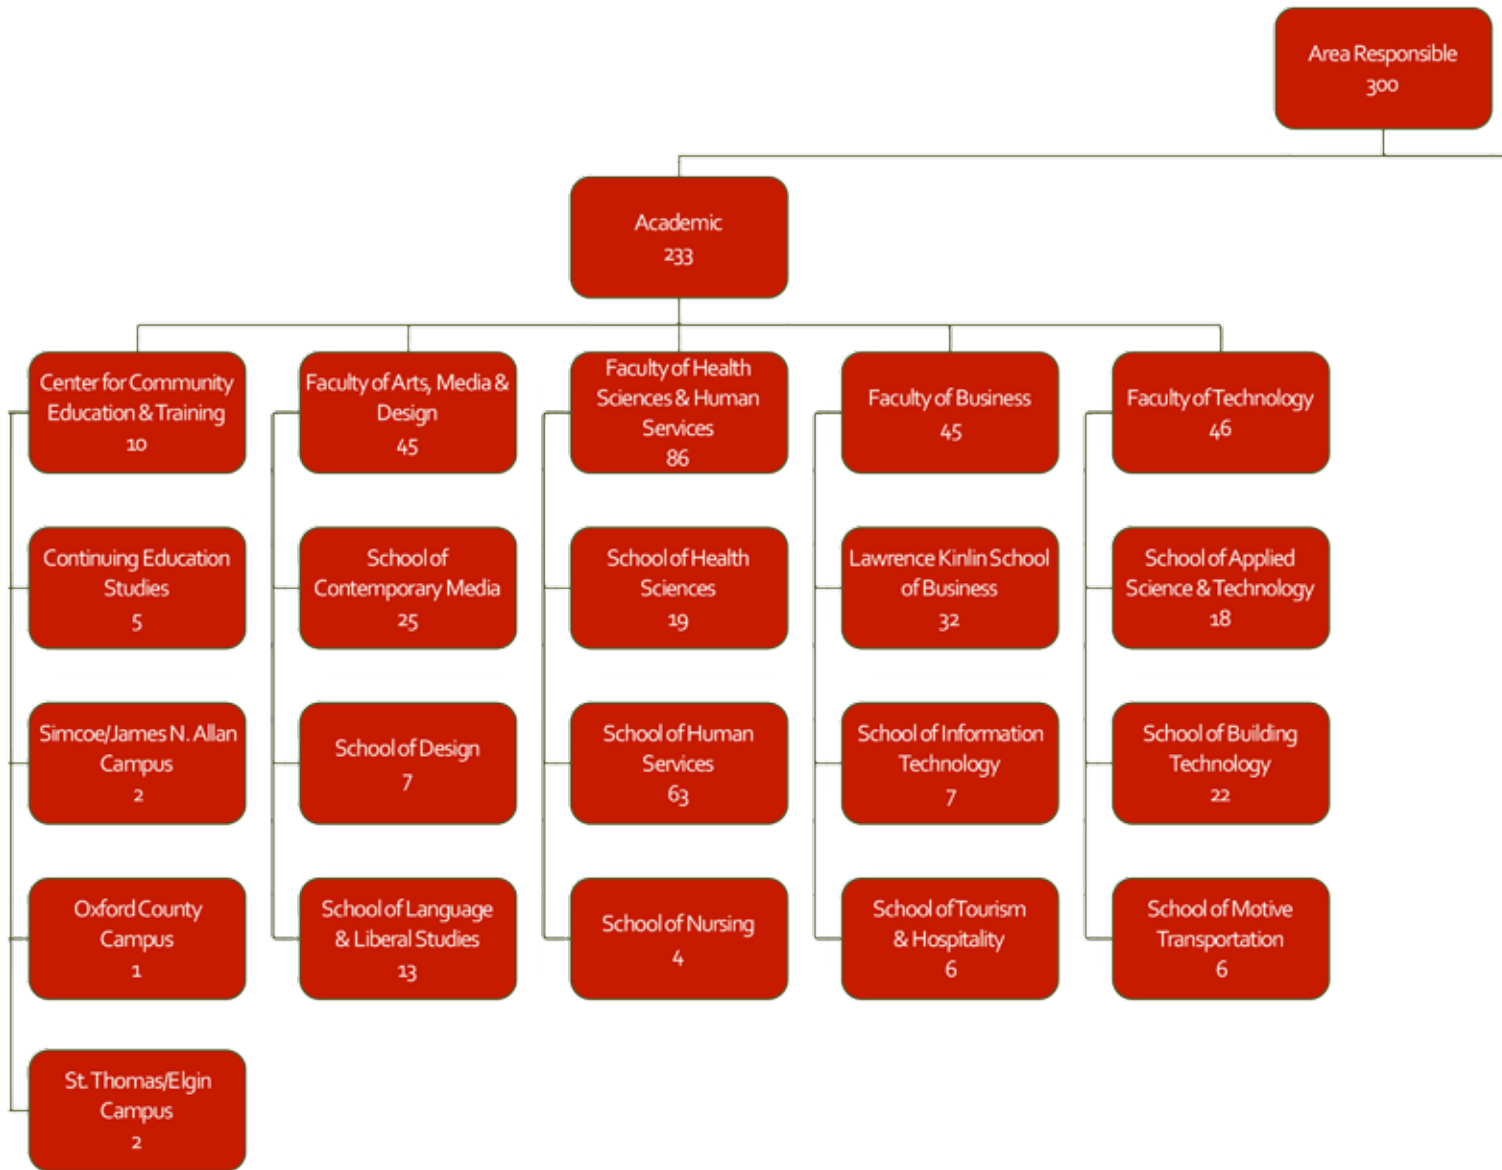 Area Responsible
300
Academic
233
Center for Community
Education & Training
10
Faculty of Arts, Media &
Design
45
Faculty of Health
Sciences & Human
Services
86
Faculty of Business
45
Faculty of Technology
46
Continuing Education
Studies
5
School of
Contemporary Media
25
School of Health
Sciences
19
Lawrence Kinlin School
of Business
32
School of Applied
Science & Technology
18
Simcoe/James N. Allan
Campus
2
School of Design
7
School of Human
Services
63
School of Information
Technology
7
School of Building
Technology
22
Oxford County
Campus
1
School of Language
& Liberal Studies
13
School of Nursing
4
School of Tourism
& Hospitality
6
School of Motive
Transportation
6
St. Thomas/Elgin
Campus
2